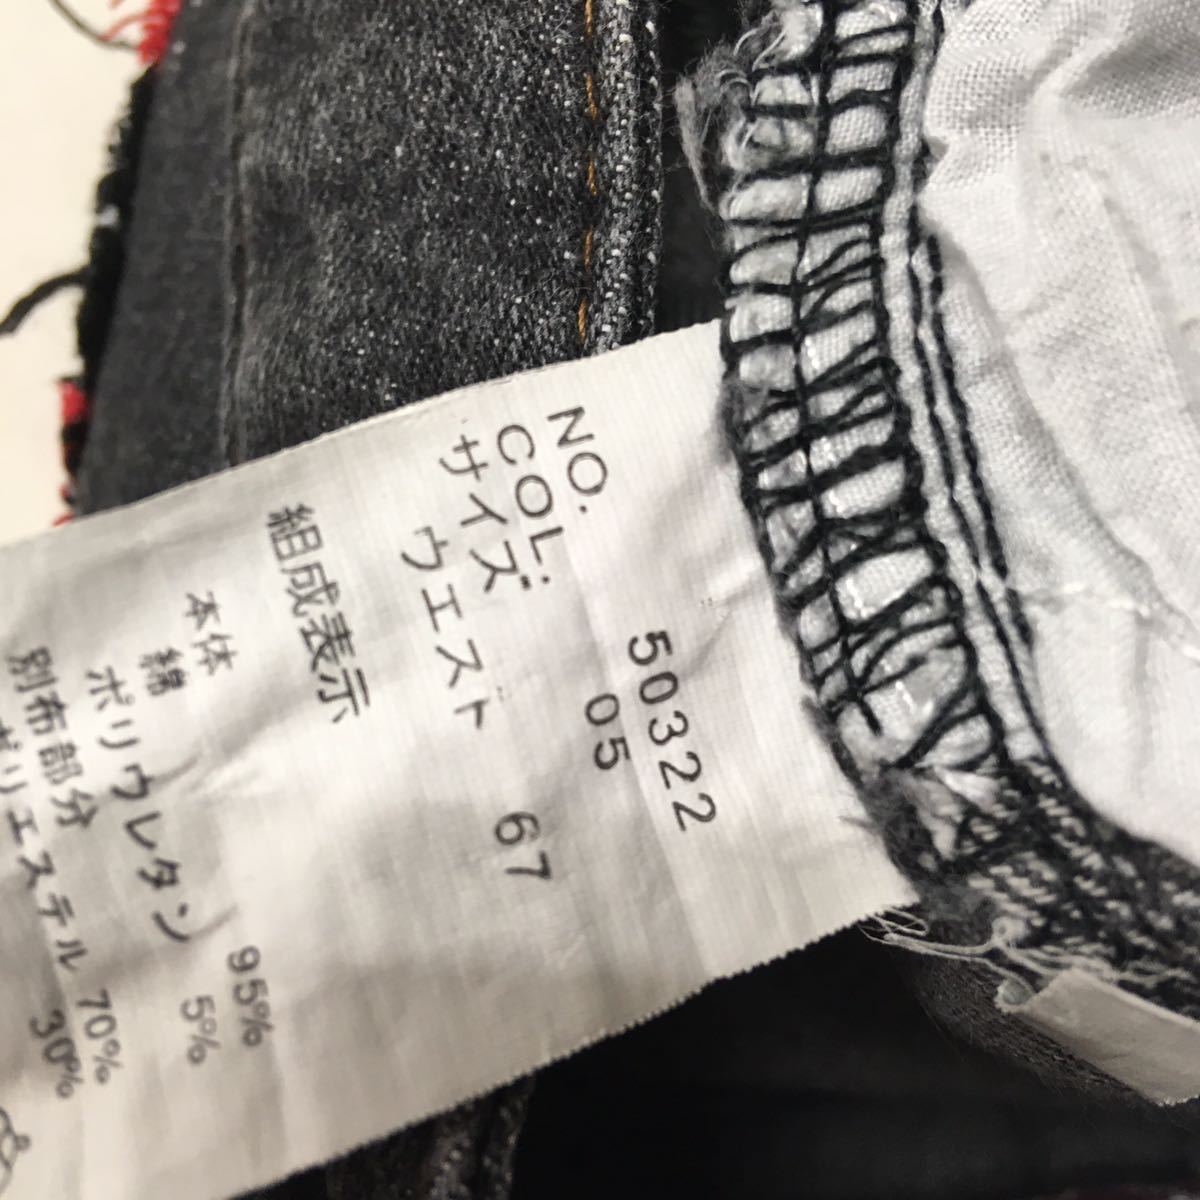 NO. 50322
COL: 05
サイズ
ウエスト 67
組成表示
本体
綿 95%
ポリウレタン 5%
別布部分
ポリエステル 70%
30%